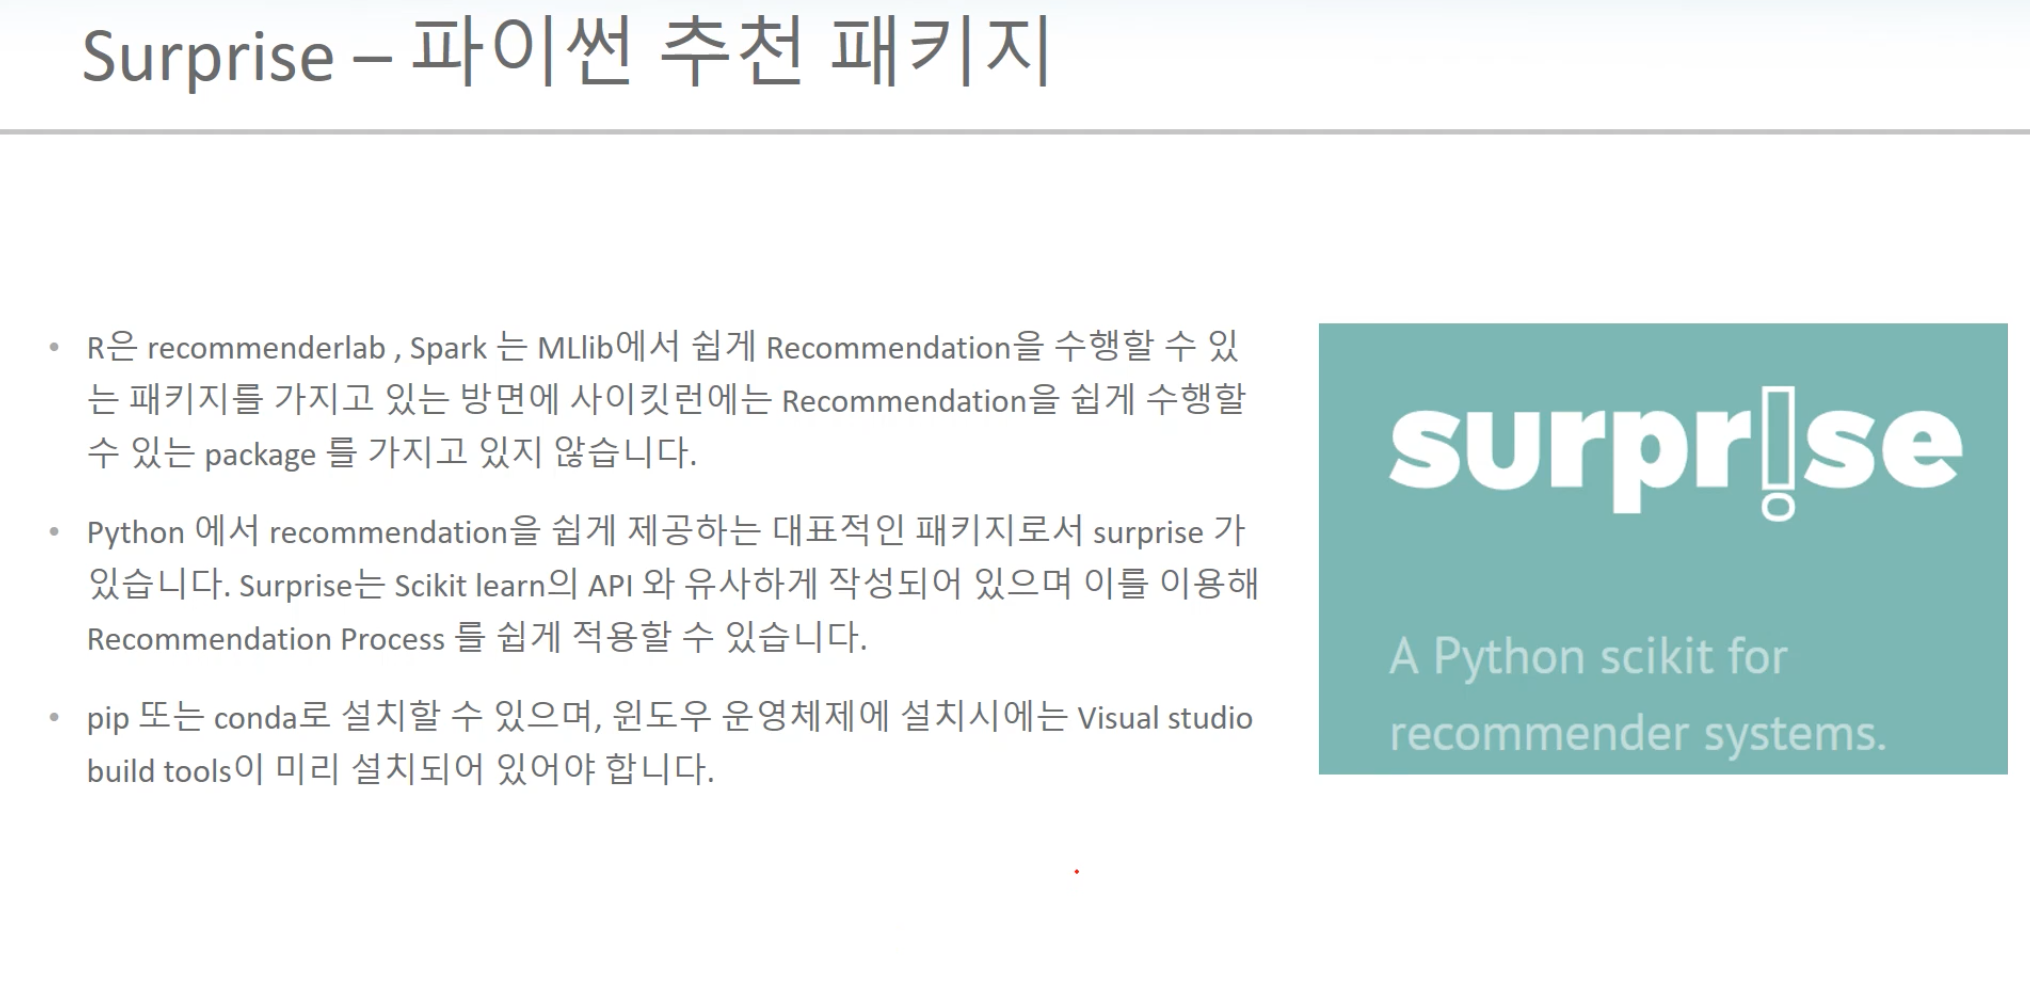 Surprise – 파이썬 추천 패키지
• R은 recommenderlab , Spark 는 MLlib에서 쉽게 Recommendation을 수행할 수 있
는 패키지를 가지고 있는 방면에 사이킷런에는 Recommendation을 쉽게 수행할
수 있는 package 를 가지고 있지 않습니다.
• Python 에서 recommendation을 쉽게 제공하는 대표적인 패키지로서 surprise 가
있습니다. Surprise는 Scikit learn의 API 와 유사하게 작성되어 있으며 이를 이용해
Recommendation Process 를 쉽게 적용할 수 있습니다.
• pip 또는 conda로 설치할 수 있으며, 윈도우 운영체제에 설치시에는 Visual studio
build tools이 미리 설치되어 있어야 합니다.
surpr!se
A Python scikit for
recommender systems.